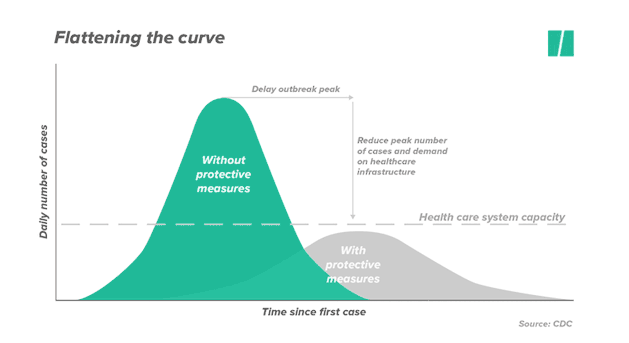 Flattening the curve
Delay outbreak peak
Reduce peak number
of cases and demand
on healthcare
infrastructure
Without
protective
measures
Daily number of cases
Health care system capacity
With
protective
measures
Time since first case
Source: CDC